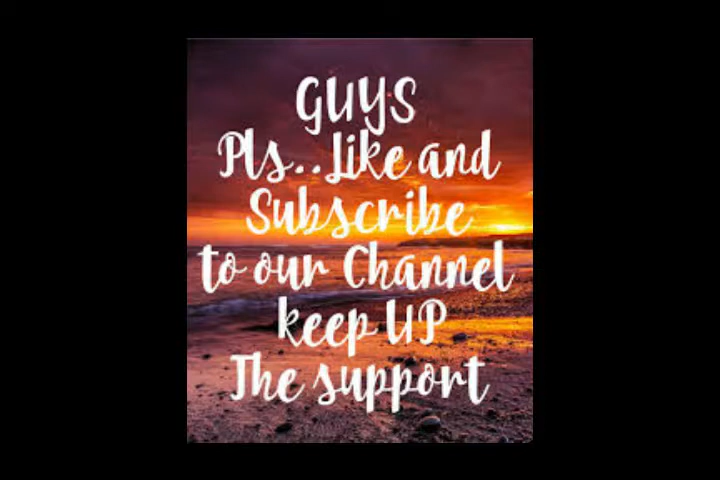 GUYS
Pls..Like and
Subscribe
to our Channel
keep UP
The support